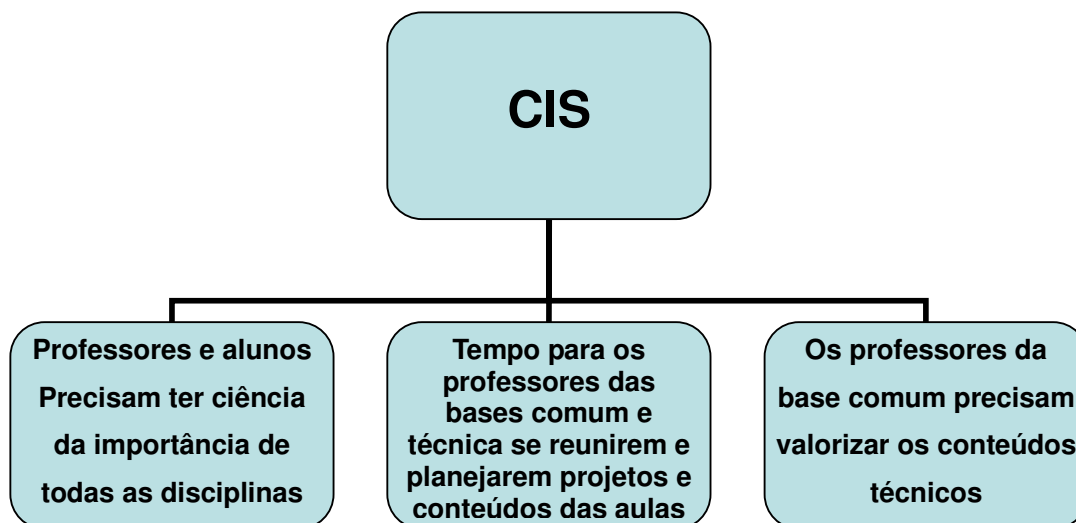 CIS
Professores e alunos
Precisam ter ciência
da importância de
todas as disciplinas
Tempo para os
professores das
bases comum e
técnica se reunirem e
planejarem projetos e
conteúdos das aulas
Os professores da
base comum precisam
valorizar os conteúdos
técnicos